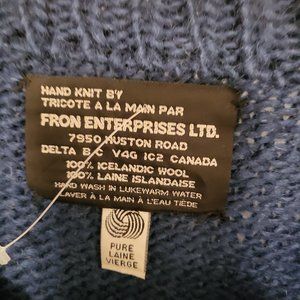 HAND KNIT BY
TRICOTE A LA MAIN PAR
FRON ENTERPRISES LTD.
7950 HUSTON ROAD
DELTA B C V4G 1C2 CANADA
100% ICELANDIC WOOL
100% LAINE ISLANDAISE
HAND WASH IN LUKEWARM WATER
LAVER À LA MAIN À L'EAU TIÈDE
PURE
LAINE
VIERGE